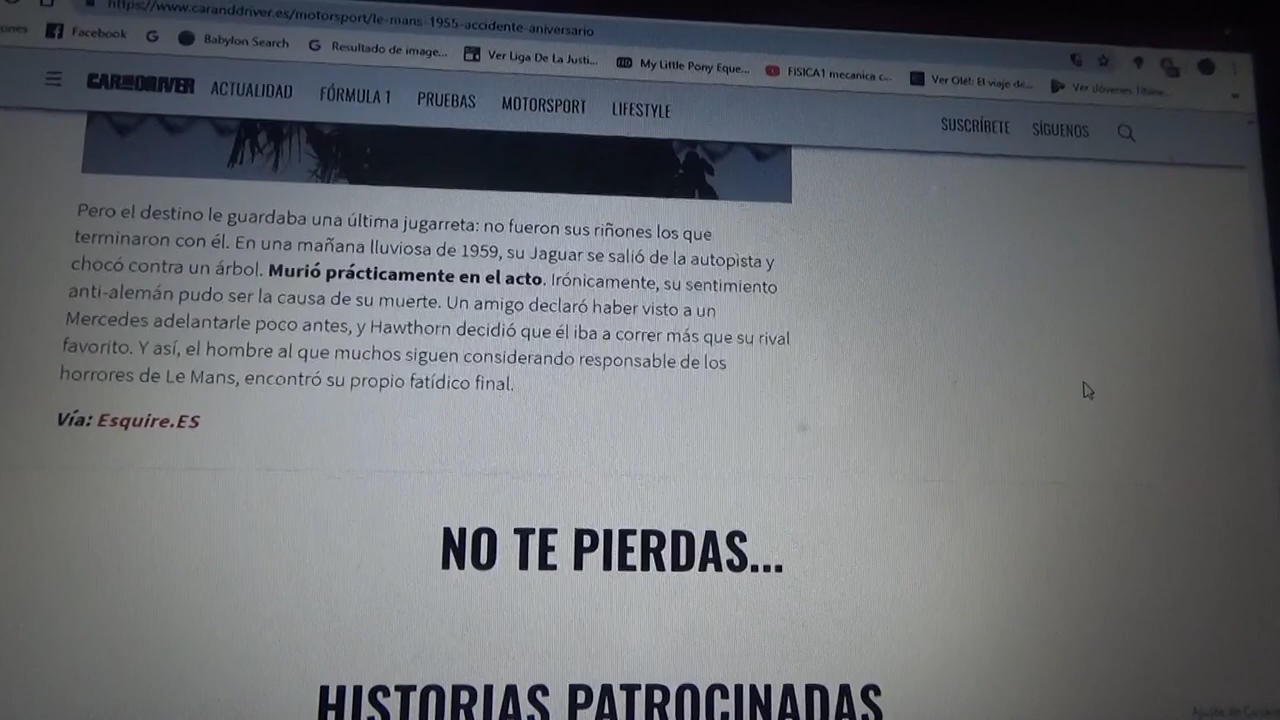 https://www.caranddriver.es/motorsport/le-mans-1955-accidente-aniversario
Facebook
Babylon Search
Resultado de image...
Ver Liga De La Justi...
My Little Pony Eque...
FISICA1 mecanica c...
Ver Olé!: El viaje de...
CAR AND DRIVER
ACTUALIDAD
FÓRMULA 1
PRUEBAS
MOTORSPORT
LIFESTYLE
SUSCRÍBETE
SÍGUENOS
Pero el destino le guardaba una última jugarreta: no fueron sus riñones los que
terminaron con él. En una mañana lluviosa de 1959, su Jaguar se salió de la autopista y
chocó contra un árbol. Murió prácticamente en el acto. Irónicamente, su sentimiento
anti-alemán pudo ser la causa de su muerte. Un amigo declaró haber visto a un
Mercedes adelantarle poco antes, y Hawthorn decidió que él iba a correr más que su rival
favorito. Y así, el hombre al que muchos siguen considerando responsable de los
horrores de Le Mans, encontró su propio fatídico final.
Vía: Esquire.ES
NO TE PIERDAS...
HISTORIAS PATROCINADAS